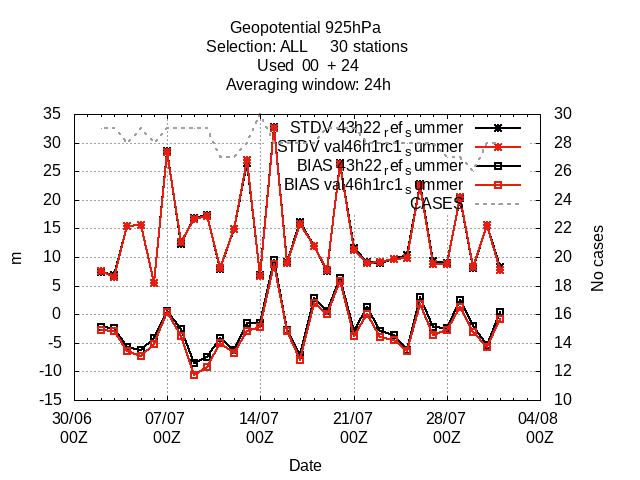 Geopotential 925hPa
Selection: ALL 30 stations
Used 00 + 24
Averaging window: 24h
35 30
STDV 43h22_ref_summer
30 28
STDV val46h1rc1_summer
25 26
BIAS 43h22_ref_summer
BIAS val46h1rc1_summer
20 24
CASES
15 22
10 20
m No cases
5 18
0 16
-5 14
-10 12
-15 10
30/06 07/07 14/07 21/07 28/07 04/08
00Z 00Z 00Z 00Z 00Z 00Z
Date